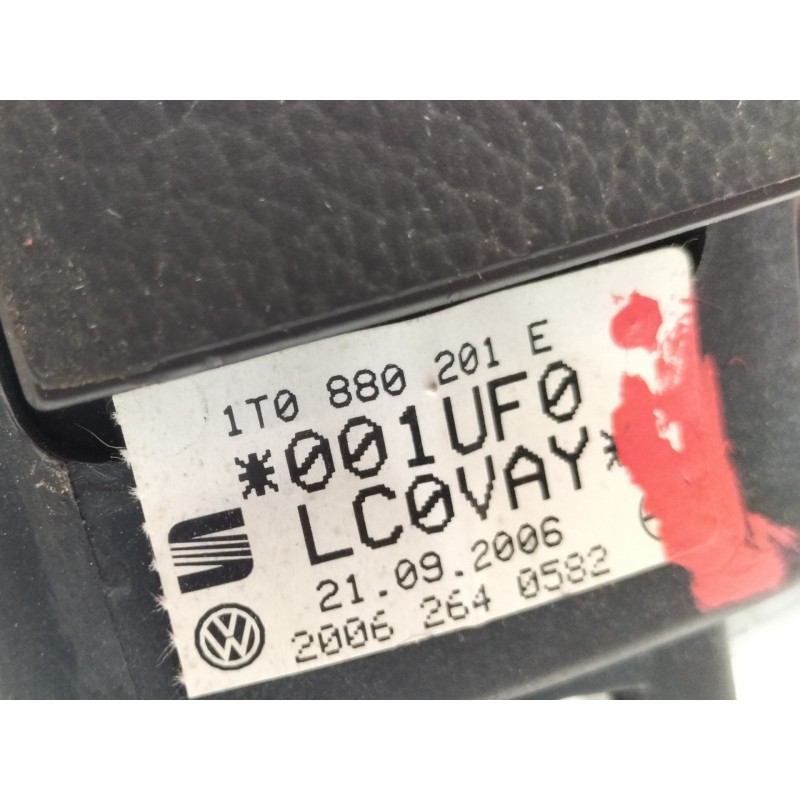 1T0 880 201 E
*001UF0
LC0VAY*
21.09.2006
2006 264 0582